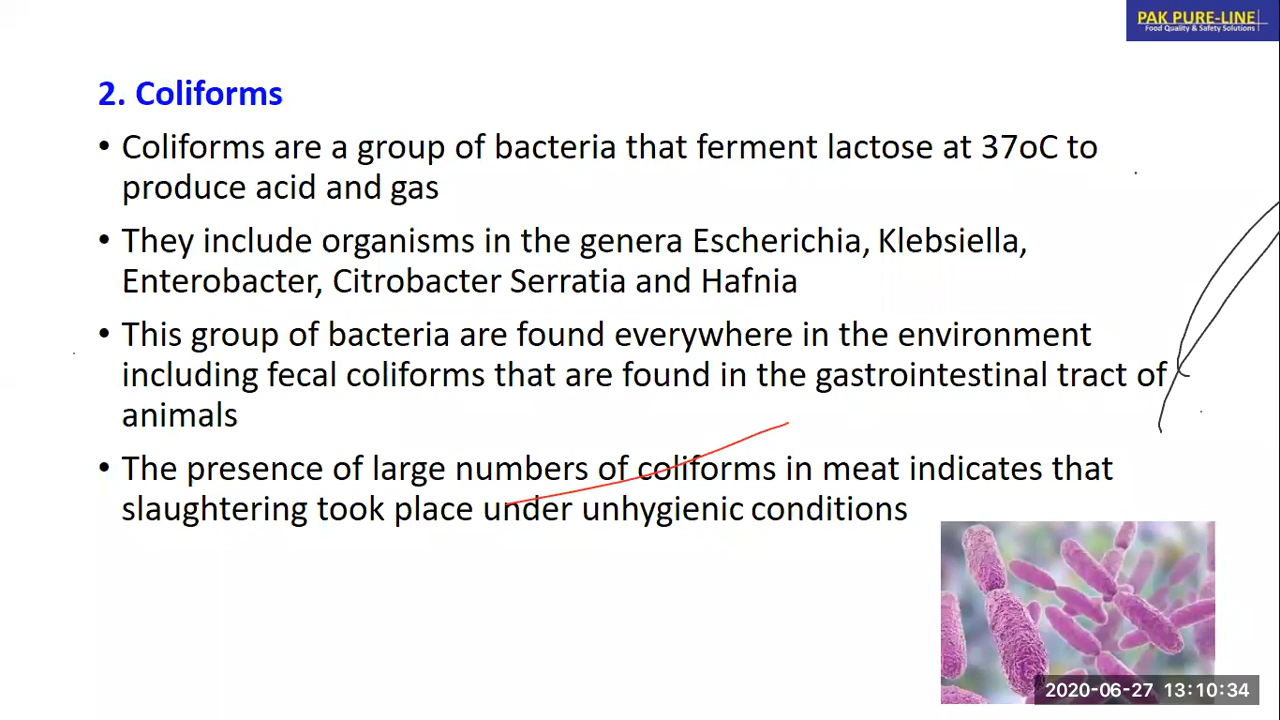 PAK PURE-LINE
Food Quality & Safety Solutions
2. Coliforms
• Coliforms are a group of bacteria that ferment lactose at 37oC to
produce acid and gas
• They include organisms in the genera Escherichia, Klebsiella,
Enterobacter, Citrobacter Serratia and Hafnia
• This group of bacteria are found everywhere in the environment
including fecal coliforms that are found in the gastrointestinal tract of
animals
• The presence of large numbers of coliforms in meat indicates that
slaughtering took place under unhygienic conditions
2020-06-27 13:10:34